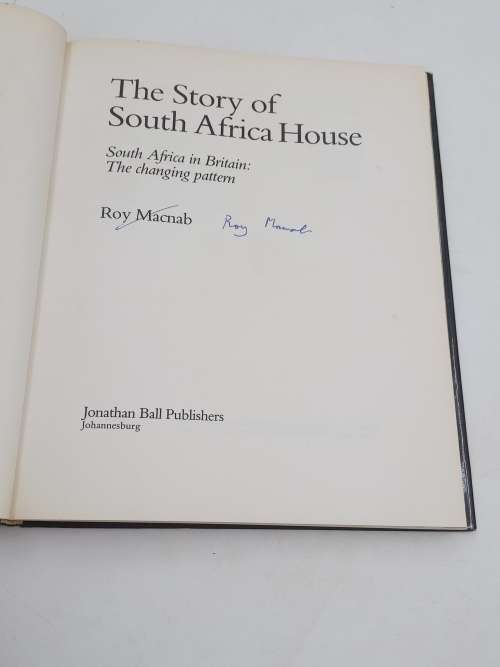 The Story of
South Africa House
South Africa in Britain:
The changing pattern
Roy Macnab Roy Macnab
Jonathan Ball Publishers
Johannesburg